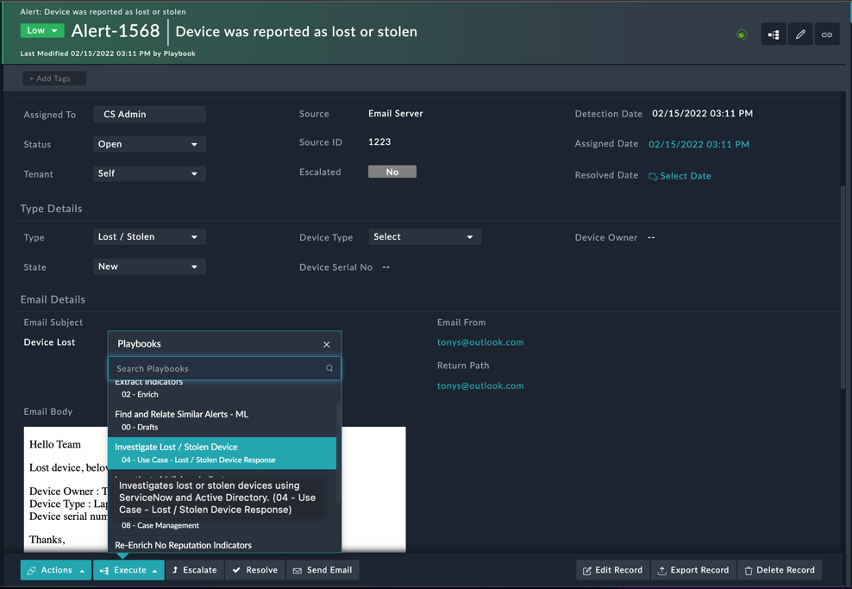 Alert: Device was reported as lost or stolen
Low Alert-1568 Device was reported as lost or stolen
Last Modified 02/15/2022 03:11 PM by Playbook
+ Add Tags
Assigned To CS Admin Source Email Server Detection Date 02/15/2022 03:11 PM
Status Open Source ID 1223 Assigned Date 02/15/2022 03:11 PM
Tenant Self Escalated No Resolved Date Select Date
Type Details
Type Lost / Stolen Device Type Select Device Owner --
State New Device Serial No --
Email Details
Email Subject Email From
Device Lost Playbooks tonys@outlook.com
Search Playbooks Return Path
Extract Indicators tonys@outlook.com
02 - Enrich
Email Body Find and Relate Similar Alerts - ML
00 - Drafts
Hello Team Investigate Lost / Stolen Device
04 - Use Case - Lost / Stolen Device Response
Lost device,
Investigates lost or stolen devices using
Device Owner : ServiceNow and Active Directory. (04 - Use
Device Type : Case - Lost / Stolen Device Response)
Device serial
08 - Case Management
Thanks,
Re-Enrich No Reputation Indicators
Actions Execute Escalate Resolve Send Email Edit Record Export Record Delete Record